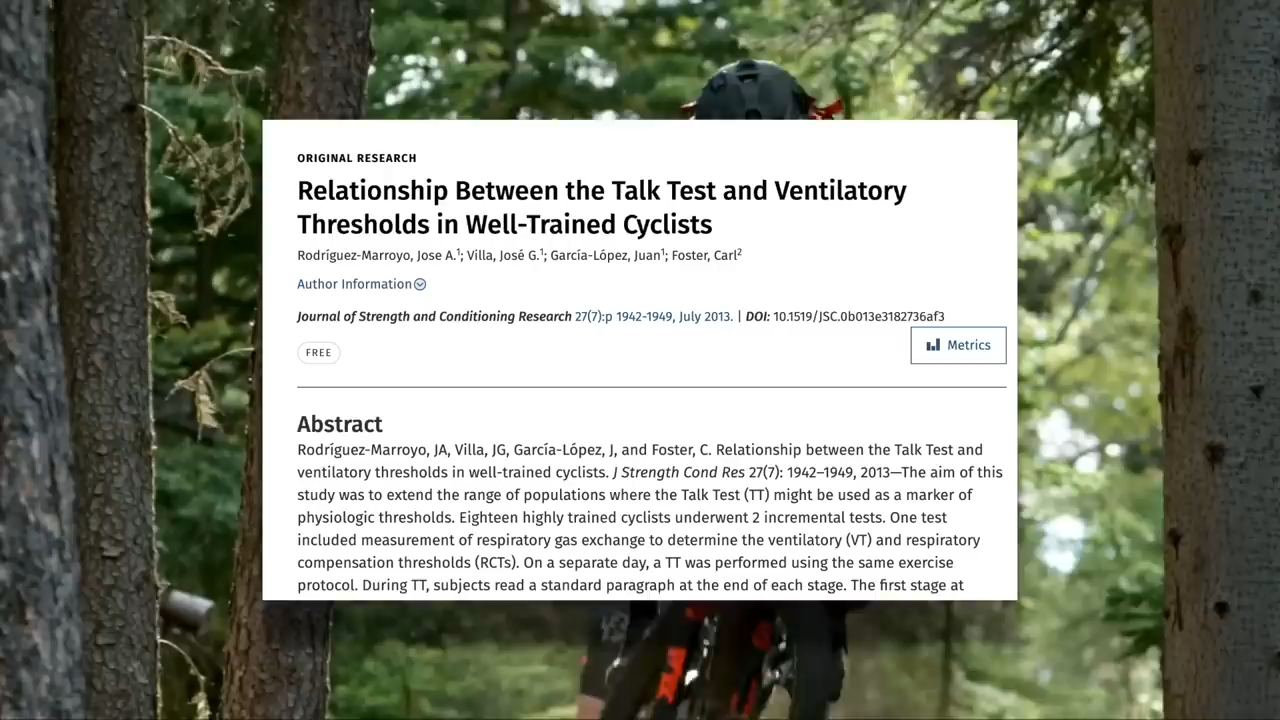 ORIGINAL RESEARCH
Relationship Between the Talk Test and Ventilatory
Thresholds in Well-Trained Cyclists
Rodríguez-Marroyo, Jose A.¹; Villa, José G.¹; García-López, Juan¹; Foster, Carl²
Author Information
Journal of Strength and Conditioning Research 27(7):p 1942-1949, July 2013. | DOI: 10.1519/JSC.0b013e3182736af3
FREE
Metrics
Abstract
Rodríguez-Marroyo, JA, Villa, JG, García-López, J, and Foster, C. Relationship between the Talk Test and
ventilatory thresholds in well-trained cyclists. J Strength Cond Res 27(7): 1942–1949, 2013—The aim of this
study was to extend the range of populations where the Talk Test (TT) might be used as a marker of
physiologic thresholds. Eighteen highly trained cyclists underwent 2 incremental tests. One test
included measurement of respiratory gas exchange to determine the ventilatory (VT) and respiratory
compensation thresholds (RCTs). On a separate day, a TT was performed using the same exercise
protocol. During TT, subjects read a standard paragraph at the end of each stage. The first stage at